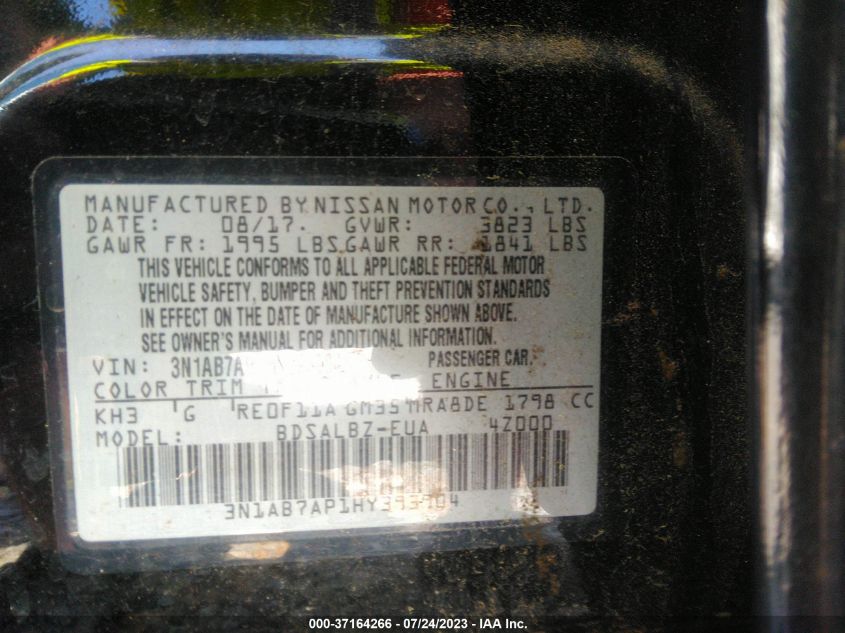 MANUFACTURED BY NISSAN MOTOR CO., LTD.
DATE: 08/17. GVWR: 3823 LBS
GAWR FR: 1995 LBS. GAWR RR: 1841 LBS
THIS VEHICLE CONFORMS TO ALL APPLICABLE FEDERAL MOTOR
VEHICLE SAFETY, BUMPER AND THEFT PREVENTION STANDARDS
IN EFFECT ON THE DATE OF MANUFACTURE SHOWN ABOVE.
SEE OWNER'S MANUAL FOR ADDITIONAL INFORMATION.
VIN: 3N1AB7A PASSENGER CAR.
COLOR TRIM ENGINE
KH3 G RE0F11A GM35 MRA8DE 1798 CC
MODEL: BDSALBZ-EUA 4Z000
3N1AB7AP1HY393904
000-37164266 - 07/24/2023 - IAA Inc.